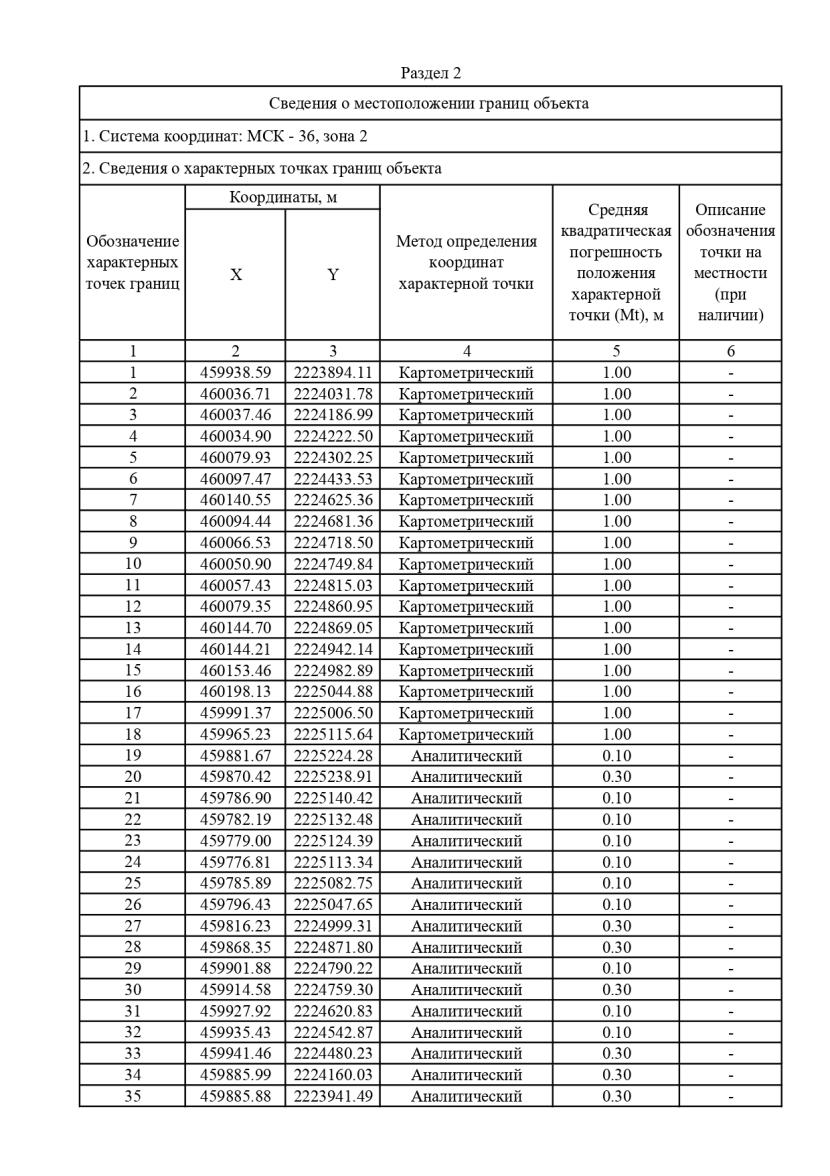 Раздел 2
Сведения о местоположении границ объекта
1. Система координат: МСК - 36, зона 2
2. Сведения о характерных точках границ объекта
Обозначение характерных точек границ | Координаты, м | Метод определения координат характерной точки | Средняя квадратическая погрешность положения характерной точки (Mt), м | Описание обозначения точки на местности (при наличии)
X | Y
1 2 3 4 5 6
1 459938.59 2223894.11 Картометрический 1.00 -
2 460036.71 2224031.78 Картометрический 1.00 -
3 460037.46 2224186.99 Картометрический 1.00 -
4 460034.90 2224222.50 Картометрический 1.00 -
5 460079.93 2224302.25 Картометрический 1.00 -
6 460097.47 2224433.53 Картометрический 1.00 -
7 460140.55 2224625.36 Картометрический 1.00 -
8 460094.44 2224681.36 Картометрический 1.00 -
9 460066.53 2224718.50 Картометрический 1.00 -
10 460050.90 2224749.84 Картометрический 1.00 -
11 460057.43 2224815.03 Картометрический 1.00 -
12 460079.35 2224860.95 Картометрический 1.00 -
13 460144.70 2224869.05 Картометрический 1.00 -
14 460144.21 2224942.14 Картометрический 1.00 -
15 460153.46 2224982.89 Картометрический 1.00 -
16 460198.13 2225044.88 Картометрический 1.00 -
17 459991.37 2225006.50 Картометрический 1.00 -
18 459965.23 2225115.64 Картометрический 1.00 -
19 459881.67 2225224.28 Аналитический 0.10 -
20 459870.42 2225238.91 Аналитический 0.30 -
21 459786.90 2225140.42 Аналитический 0.10 -
22 459782.19 2225132.48 Аналитический 0.10 -
23 459779.00 2225124.39 Аналитический 0.10 -
24 459776.81 2225113.34 Аналитический 0.10 -
25 459785.89 2225082.75 Аналитический 0.10 -
26 459796.43 2225047.65 Аналитический 0.10 -
27 459816.23 2224999.31 Аналитический 0.30 -
28 459868.35 2224871.80 Аналитический 0.30 -
29 459901.88 2224790.22 Аналитический 0.10 -
30 459914.58 2224759.30 Аналитический 0.30 -
31 459927.92 2224620.83 Аналитический 0.10 -
32 459935.43 2224542.87 Аналитический 0.10 -
33 459941.46 2224480.23 Аналитический 0.30 -
34 459885.99 2224160.03 Аналитический 0.30 -
35 459885.88 2223941.49 Аналитический 0.30 -